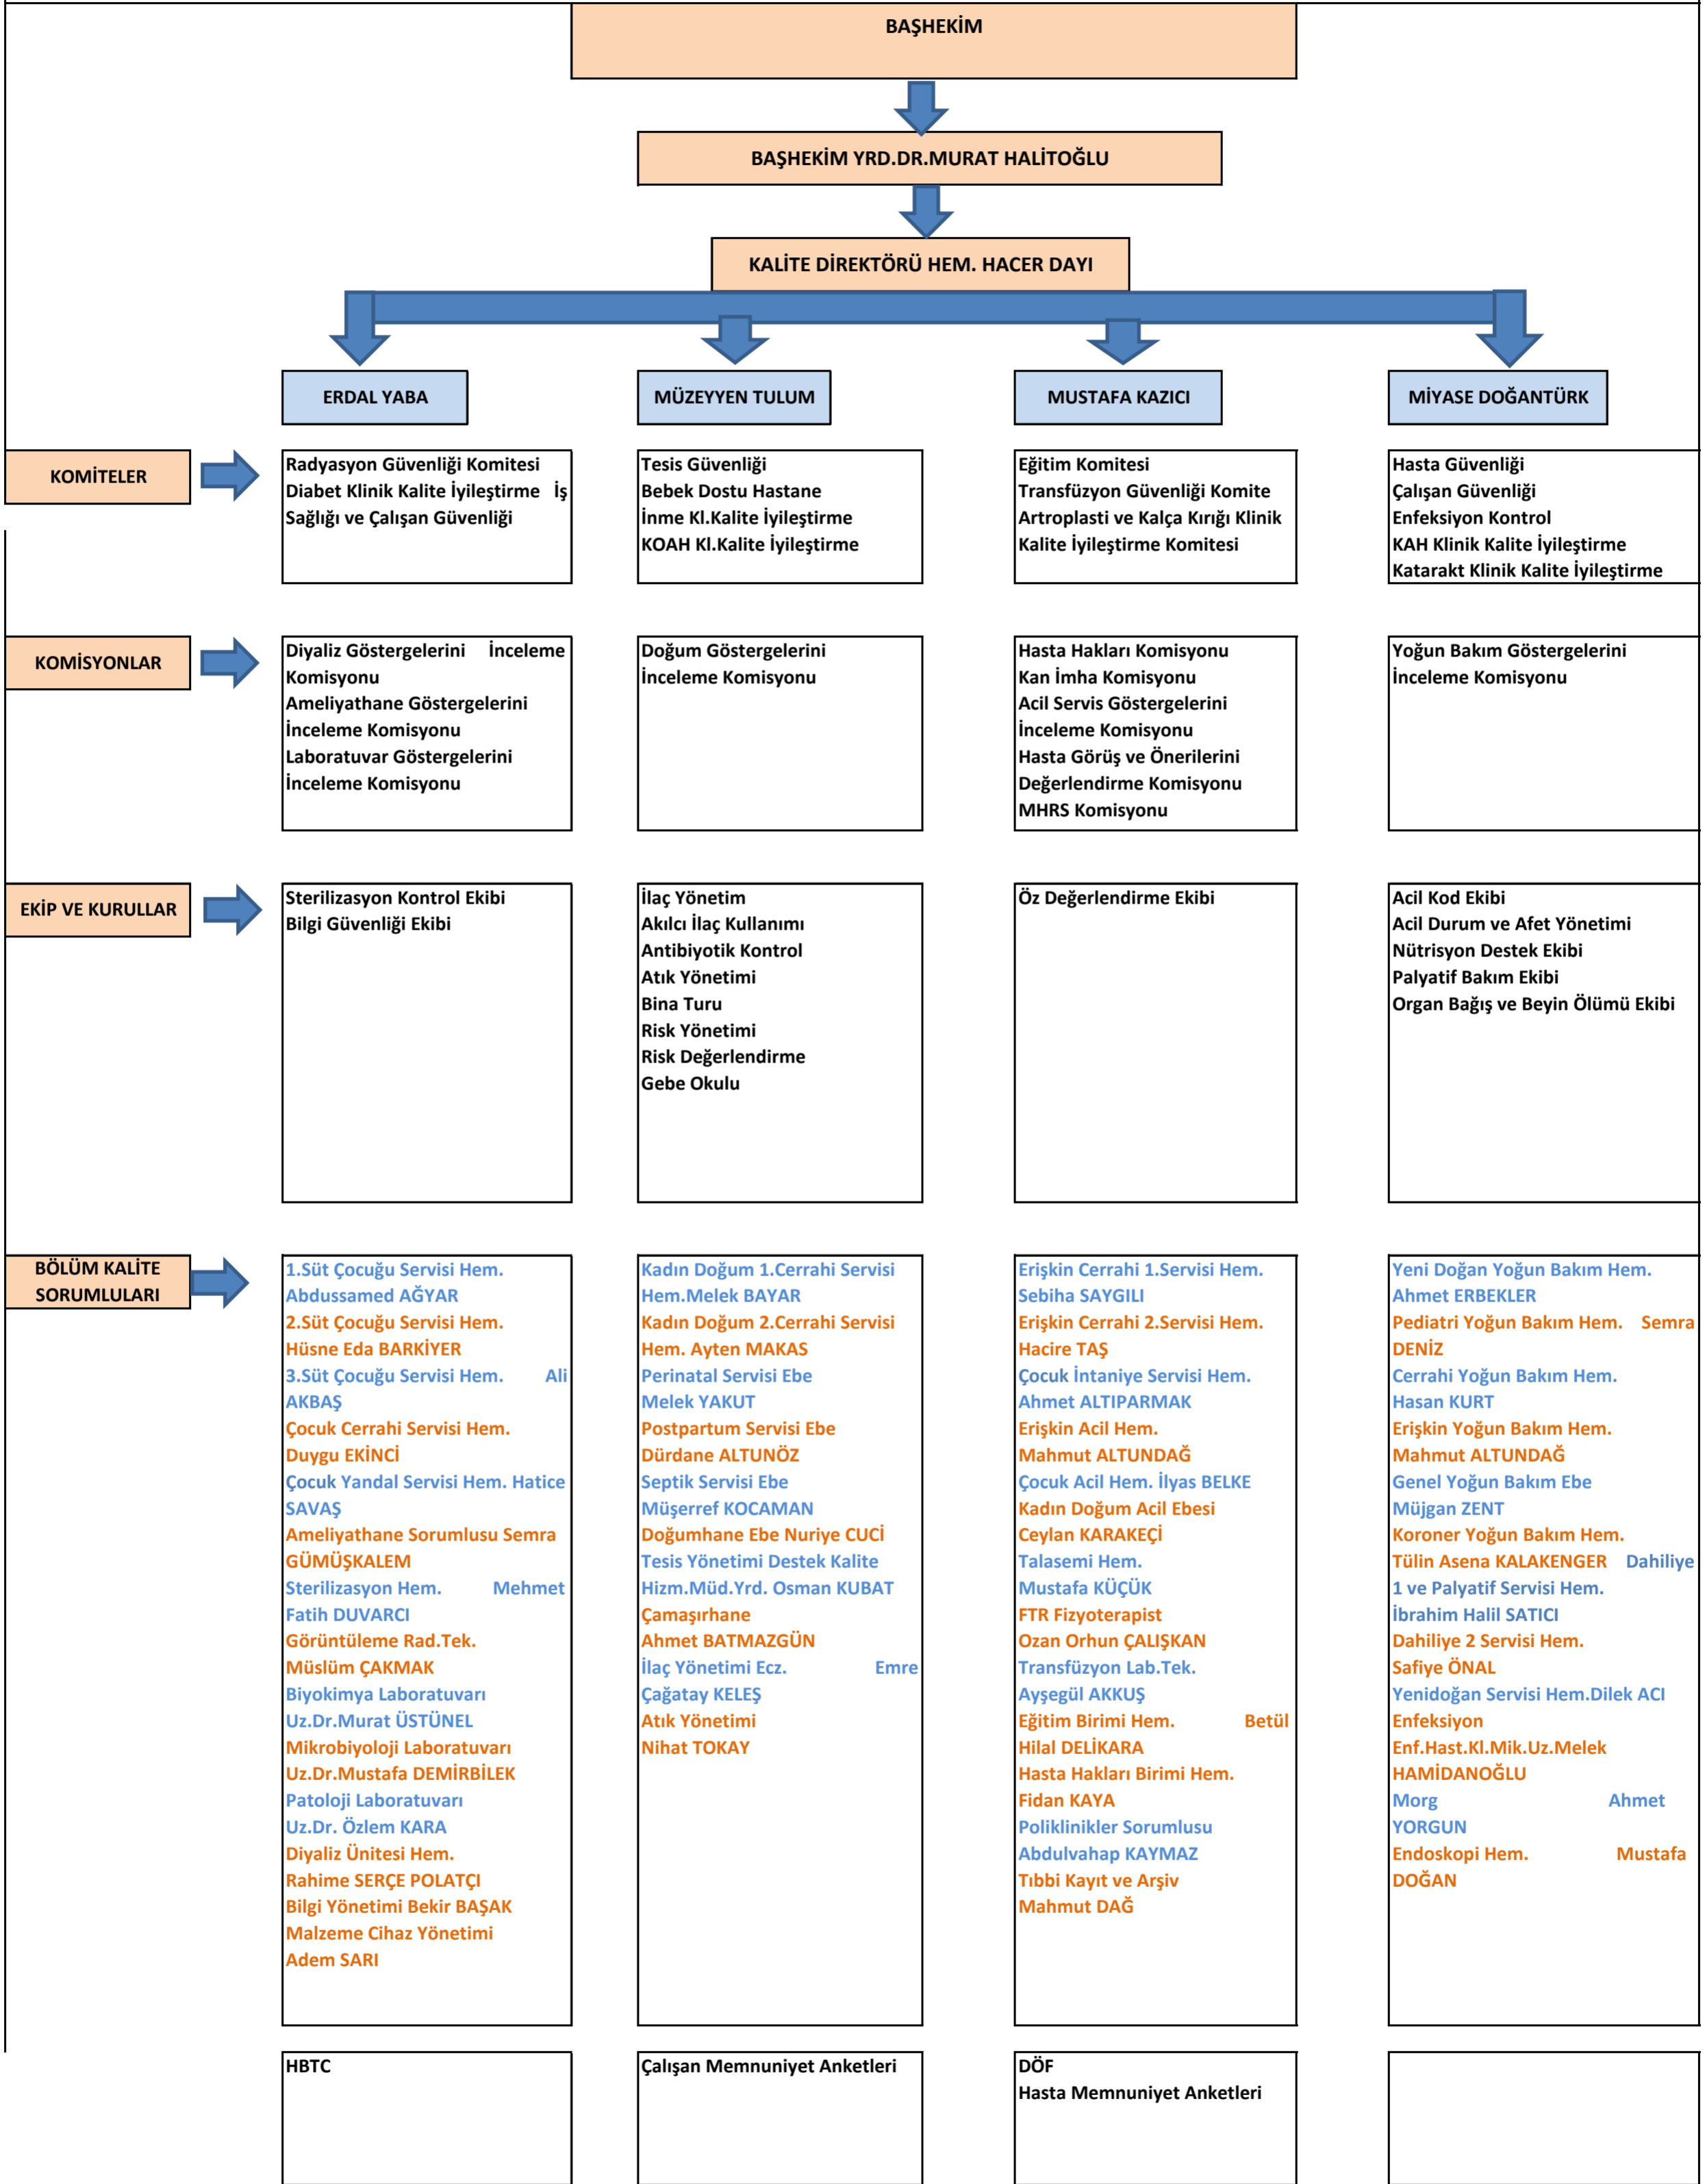 BAŞHEKİM
BAŞHEKİM YRD.DR.MURAT HALİTOĞLU
KALİTE DİREKTÖRÜ HEM. HACER DAYI
ERDAL YABA
MÜZEYYEN TULUM
MUSTAFA KAZICI
MİYASE DOĞANTÜRK
KOMİTELER
Radyasyon Güvenliği Komitesi
Diabet Klinik Kalite İyileştirme İş
Sağlığı ve Çalışan Güvenliği
Tesis Güvenliği
Bebek Dostu Hastane
İnme Kl.Kalite İyileştirme
KOAH Kl.Kalite İyileştirme
Eğitim Komitesi
Transfüzyon Güvenliği Komite
Artroplasti ve Kalça Kırığı Klinik
Kalite İyileştirme Komitesi
Hasta Güvenliği
Çalışan Güvenliği
Enfeksiyon Kontrol
KAH Klinik Kalite İyileştirme
Katarakt Klinik Kalite İyileştirme
KOMİSYONLAR
Diyaliz Göstergelerini İnceleme
Komisyonu
Ameliyathane Göstergelerini
İnceleme Komisyonu
Laboratuvar Göstergelerini
İnceleme Komisyonu
Doğum Göstergelerini
İnceleme Komisyonu
Hasta Hakları Komisyonu
Kan İmha Komisyonu
Acil Servis Göstergelerini
İnceleme Komisyonu
Hasta Görüş ve Önerilerini
Değerlendirme Komisyonu
MHRS Komisyonu
Yoğun Bakım Göstergelerini
İnceleme Komisyonu
EKİP VE KURULLAR
Sterilizasyon Kontrol Ekibi
Bilgi Güvenliği Ekibi
İlaç Yönetim
Akılcı İlaç Kullanımı
Antibiyotik Kontrol
Atık Yönetimi
Bina Turu
Risk Yönetimi
Risk Değerlendirme
Gebe Okulu
Öz Değerlendirme Ekibi
Acil Kod Ekibi
Acil Durum ve Afet Yönetimi
Nütrisyon Destek Ekibi
Palyatif Bakım Ekibi
Organ Bağış ve Beyin Ölümü Ekibi
BÖLÜM KALİTE
SORUMLULARI
1.Süt Çocuğu Servisi Hem.
Abdussamed AĞYAR
2.Süt Çocuğu Servisi Hem.
Hüsne Eda BARKİYER
3.Süt Çocuğu Servisi Hem. Ali
AKBAŞ
Çocuk Cerrahi Servisi Hem.
Duygu EKİNCİ
Çocuk Yandal Servisi Hem. Hatice
SAVAŞ
Ameliyathane Sorumlusu Semra
GÜMÜŞKALEM
Sterilizasyon Hem. Mehmet
Fatih DUVARCI
Görüntüleme Rad.Tek.
Müslüm ÇAKMAK
Biyokimya Laboratuvarı
Uz.Dr.Murat ÜSTÜNEL
Mikrobiyoloji Laboratuvarı
Uz.Dr.Mustafa DEMİRBİLEK
Patoloji Laboratuvarı
Uz.Dr. Özlem KARA
Diyaliz Ünitesi Hem.
Rahime SERÇE POLATÇI
Bilgi Yönetimi Bekir BAŞAK
Malzeme Cihaz Yönetimi
Adem SARI
Kadın Doğum 1.Cerrahi Servisi
Hem.Melek BAYAR
Kadın Doğum 2.Cerrahi Servisi
Hem. Ayten MAKAS
Perinatal Servisi Ebe
Melek YAKUT
Postpartum Servisi Ebe
Dürdane ALTUNÖZ
Septik Servisi Ebe
Müşerref KOCAMAN
Doğumhane Ebe Nuriye CUCİ
Tesis Yönetimi Destek Kalite
Hizm.Müd.Yrd. Osman KUBAT
Çamaşırhane
Ahmet BATMAZGÜN
İlaç Yönetimi Ecz. Emre
Çağatay KELEŞ
Atık Yönetimi
Nihat TOKAY
Erişkin Cerrahi 1.Servisi Hem.
Sebiha SAYGILI
Erişkin Cerrahi 2.Servisi Hem.
Hacire TAŞ
Çocuk İntaniye Servisi Hem.
Ahmet ALTIPARMAK
Erişkin Acil Hem.
Mahmut ALTUNDAĞ
Çocuk Acil Hem. İlyas BELKE
Kadın Doğum Acil Ebesi
Ceylan KARAKEÇİ
Talasemi Hem.
Mustafa KÜÇÜK
FTR Fizyoterapist
Ozan Orhun ÇALIŞKAN
Transfüzyon Lab.Tek.
Ayşegül AKKUŞ
Eğitim Birimi Hem. Betül
Hilal DELİKARA
Hasta Hakları Birimi Hem.
Fidan KAYA
Poliklinikler Sorumlusu
Abdulvahap KAYMAZ
Tıbbi Kayıt ve Arşiv
Mahmut DAĞ
Yeni Doğan Yoğun Bakım Hem.
Ahmet ERBEKLER
Pediatri Yoğun Bakım Hem. Semra
DENİZ
Cerrahi Yoğun Bakım Hem.
Hasan KURT
Erişkin Yoğun Bakım Hem.
Mahmut ALTUNDAĞ
Genel Yoğun Bakım Ebe
Müjgan ZENT
Koroner Yoğun Bakım Hem.
Tülin Asena KALAKENGER Dahiliye
1 ve Palyatif Servisi Hem.
İbrahim Halil SATICI
Dahiliye 2 Servisi Hem.
Safiye ÖNAL
Yenidoğan Servisi Hem.Dilek ACI
Enfeksiyon
Enf.Hast.Kl.Mik.Uz.Melek
HAMİDANOĞLU
Morg Ahmet
YORGUN
Endoskopi Hem. Mustafa
DOĞAN
HBTC
Çalışan Memnuniyet Anketleri
DÖF
Hasta Memnuniyet Anketleri